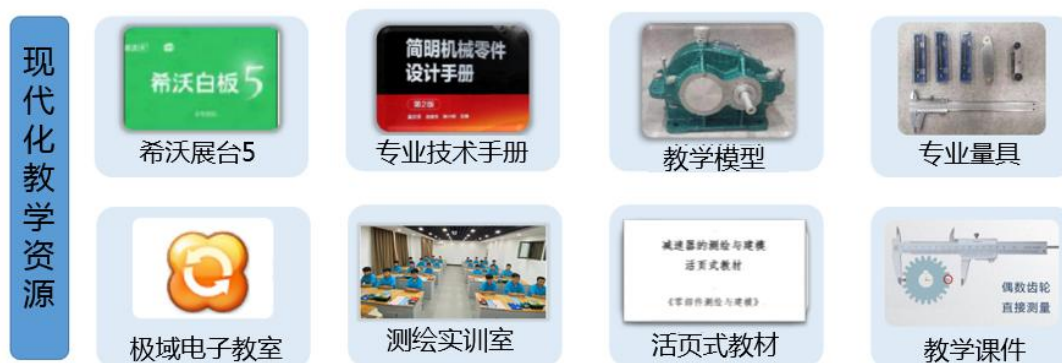 现代化教学资源
希沃白板5
希沃展台5
简明机械零件
设计手册
第2版
专业技术手册
教学模型
专业量具
极域电子教室
测绘实训室
减速器的测绘与建模
活页式教材
《零部件测绘与建模》
活页式教材
偶数齿轮
直接测量
教学课件